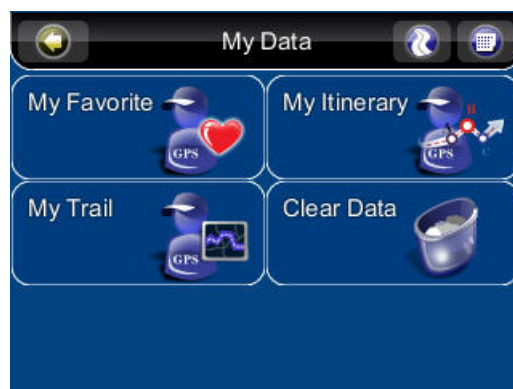 My Data
My Favorite
GPS
My Itinerary
B
C
GPS
My Trail
GPS
Clear Data